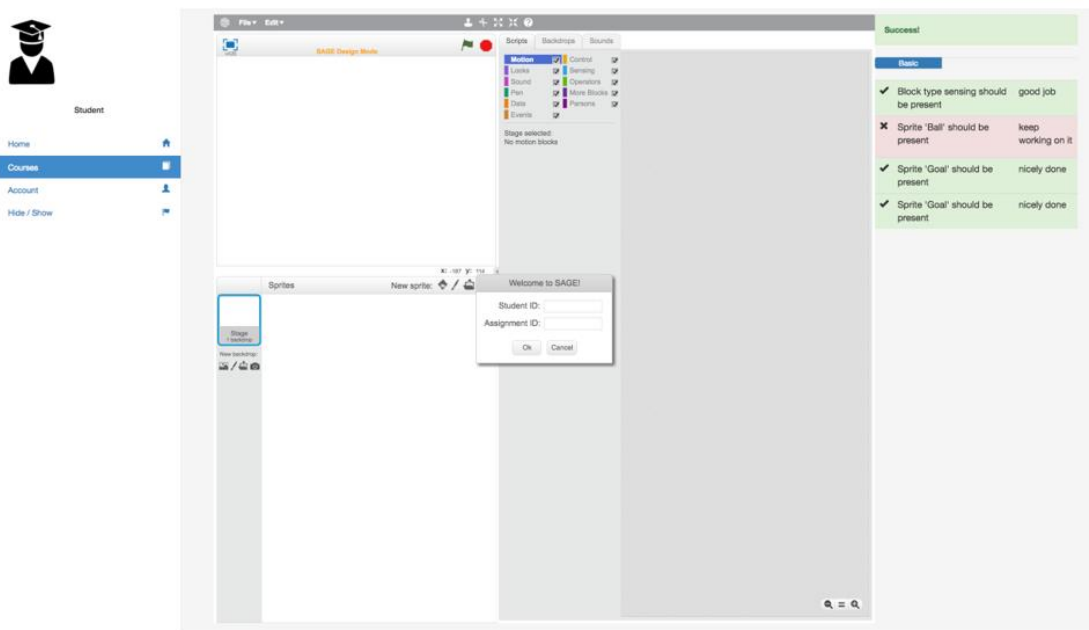 Student
Home
Courses
Account
Hide / Show
File Edit
SAGE Design Mode
x: -187 y: 114
Sprites
New sprite:
Stage
1 backdrop
New backdrop:
Scripts Backdrops Sounds
Motion Control
Looks Sensing
Sound Operators
Pen More Blocks
Data Parsons
Events
Stage selected:
No motion blocks
Welcome to SAGE!
Student ID:
Assignment ID:
Ok Cancel
Success!
Basic
Block type sensing should good job
be present
Sprite 'Ball' should be keep
present working on it
Sprite 'Goal' should be nicely done
present
Sprite 'Goal' should be nicely done
present